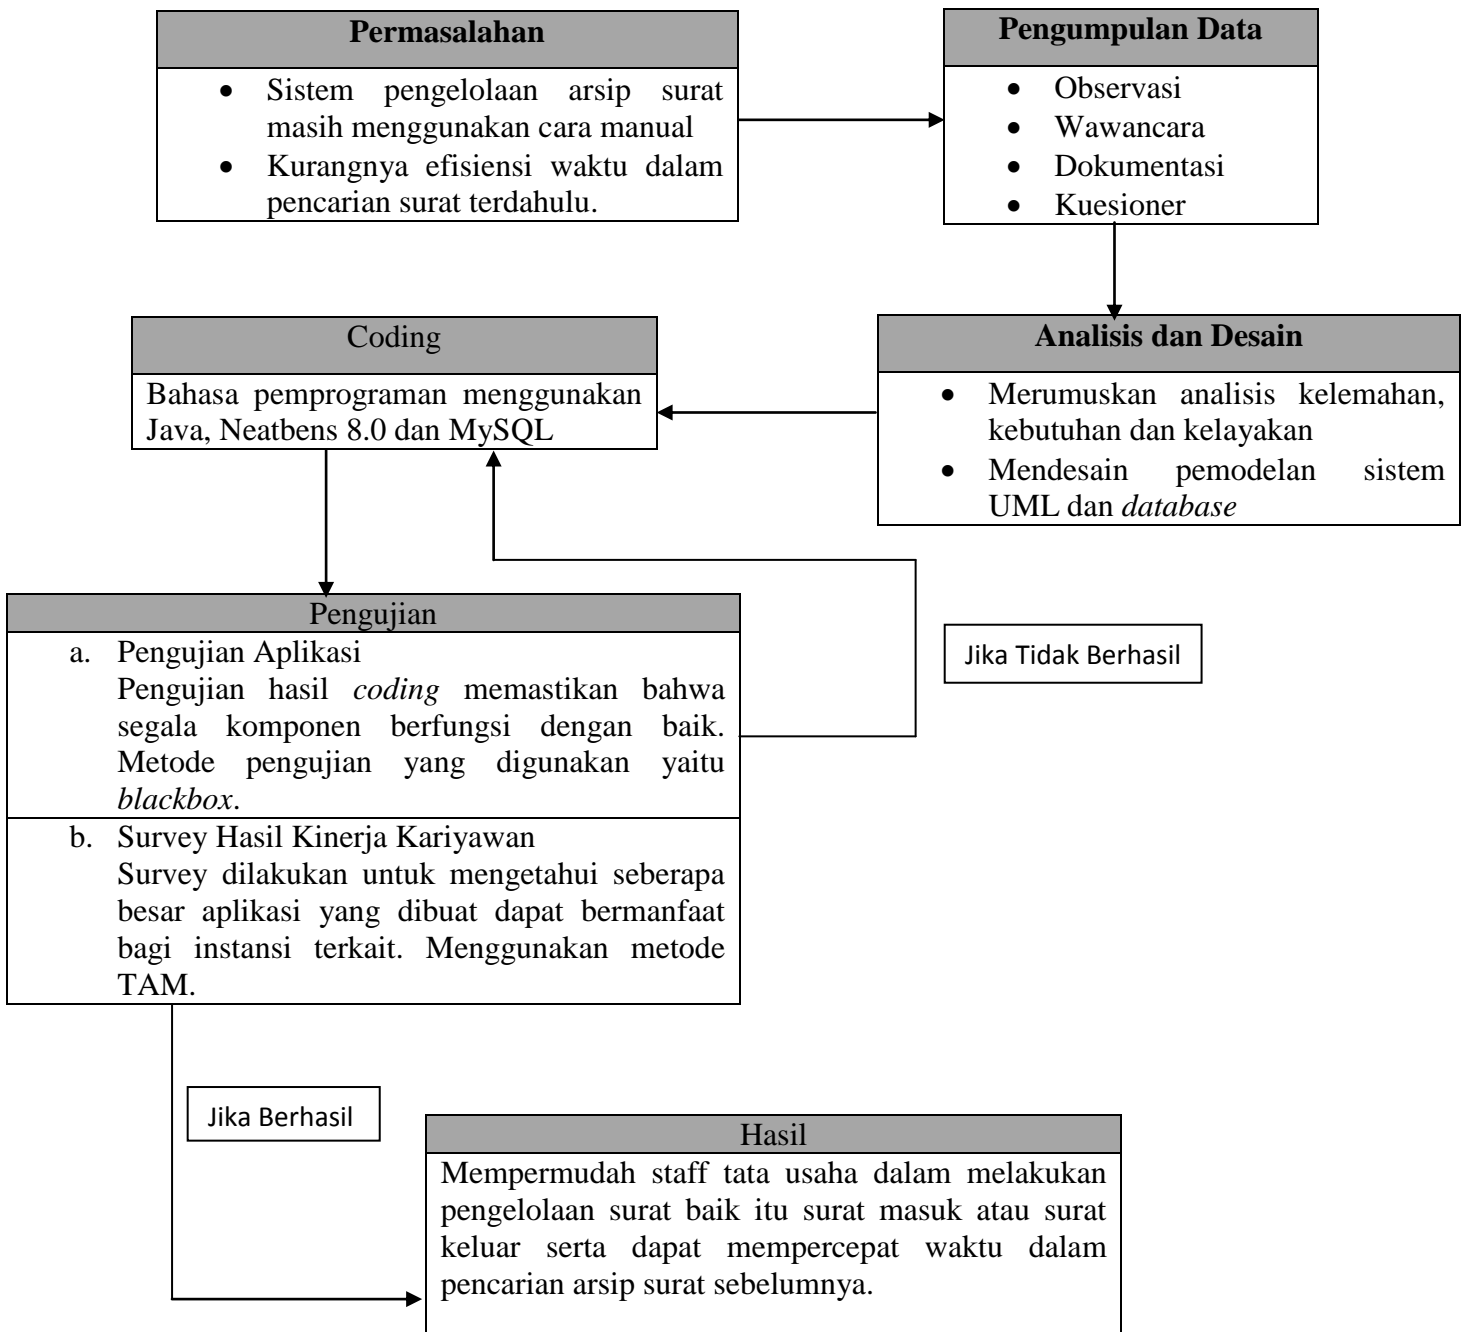 Permasalahan
• Sistem pengelolaan arsip surat
masih menggunakan cara manual
• Kurangnya efisiensi waktu dalam
pencarian surat terdahulu.
Pengumpulan Data
• Observasi
• Wawancara
• Dokumentasi
• Kuesioner
Analisis dan Desain
• Merumuskan analisis kelemahan,
kebutuhan dan kelayakan
• Mendesain pemodelan sistem
UML dan database
Coding
Bahasa pemprograman menggunakan
Java, Neatbens 8.0 dan MySQL
Pengujian
a. Pengujian Aplikasi
Pengujian hasil coding memastikan bahwa
segala komponen berfungsi dengan baik.
Metode pengujian yang digunakan yaitu
blackbox.
b. Survey Hasil Kinerja Kariyawan
Survey dilakukan untuk mengetahui seberapa
besar aplikasi yang dibuat dapat bermanfaat
bagi instansi terkait. Menggunakan metode
TAM.
Jika Tidak Berhasil
Jika Berhasil
Hasil
Mempermudah staff tata usaha dalam melakukan
pengelolaan surat baik itu surat masuk atau surat
keluar serta dapat mempercepat waktu dalam
pencarian arsip surat sebelumnya.